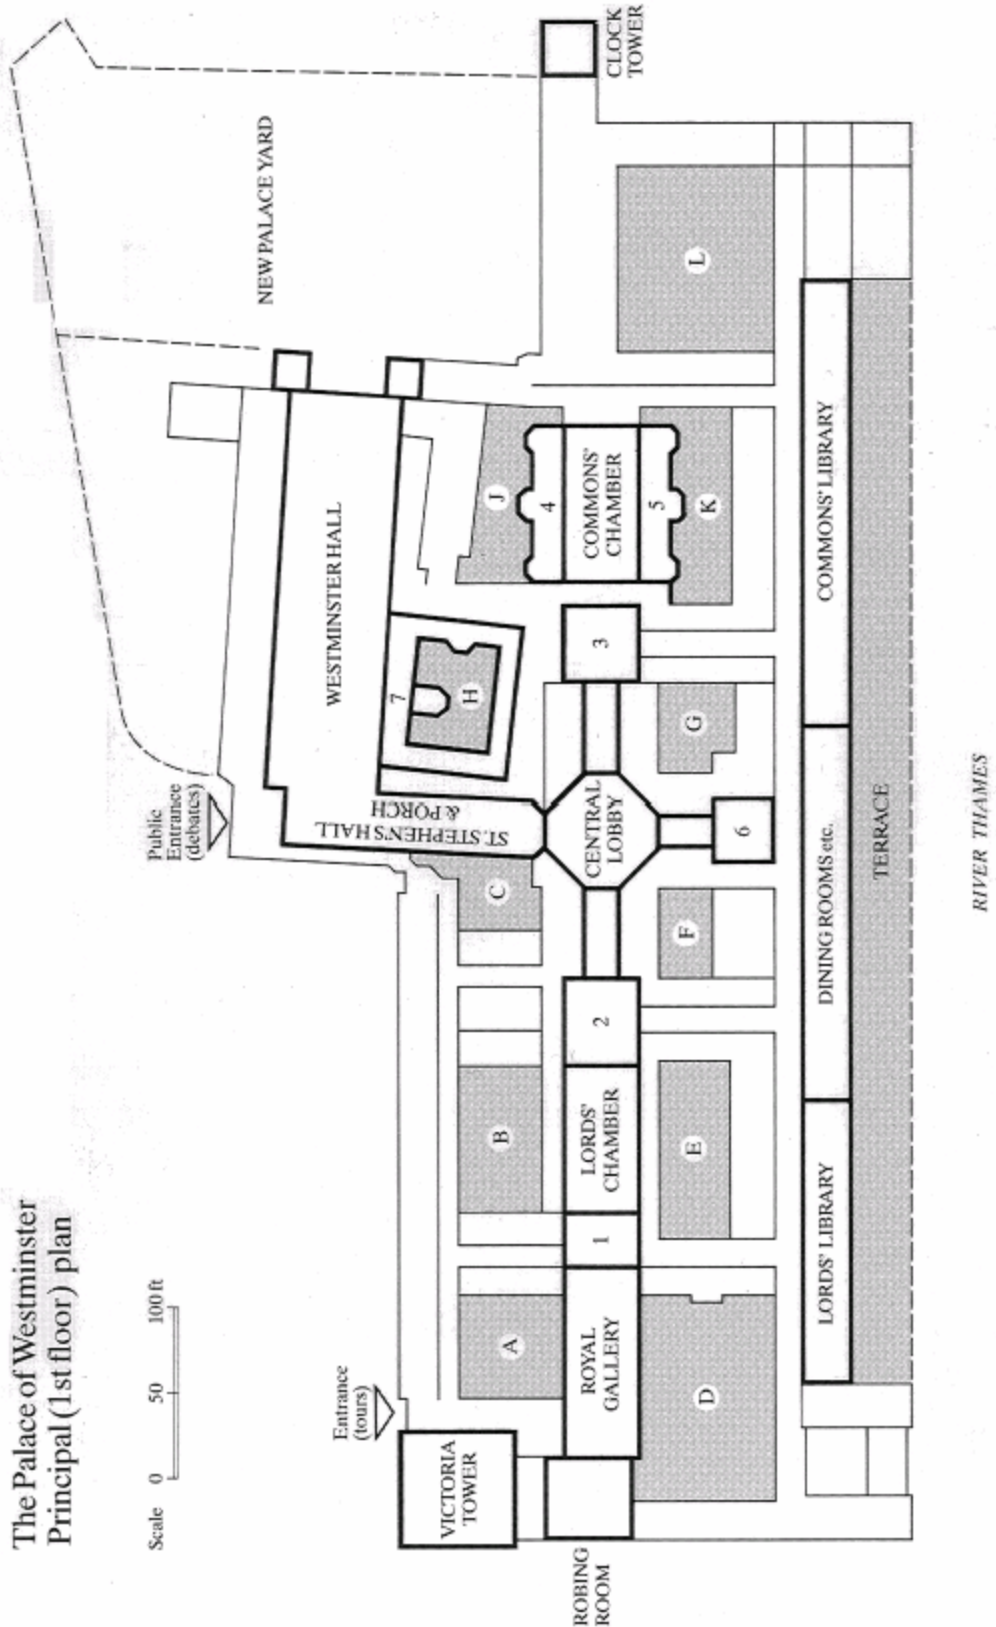 The Palace of Westminster
Principal (1st floor) plan
Scale 0 50 100 ft
Entrance
(tours)
Public
Entrance
(debates)
NEW PALACE YARD
CLOCK
TOWER
WESTMINSTER HALL
ST. STEPHEN'S HALL
& PORCH
VICTORIA
TOWER
ROBING
ROOM
ROYAL
GALLERY
1
LORDS'
CHAMBER
2
CENTRAL
LOBBY
3
COMMONS'
CHAMBER
4
5
6
7
A
B
C
D
E
F
G
H
J
K
L
LORDS' LIBRARY
DINING ROOMS etc.
COMMONS' LIBRARY
TERRACE
RIVER THAMES